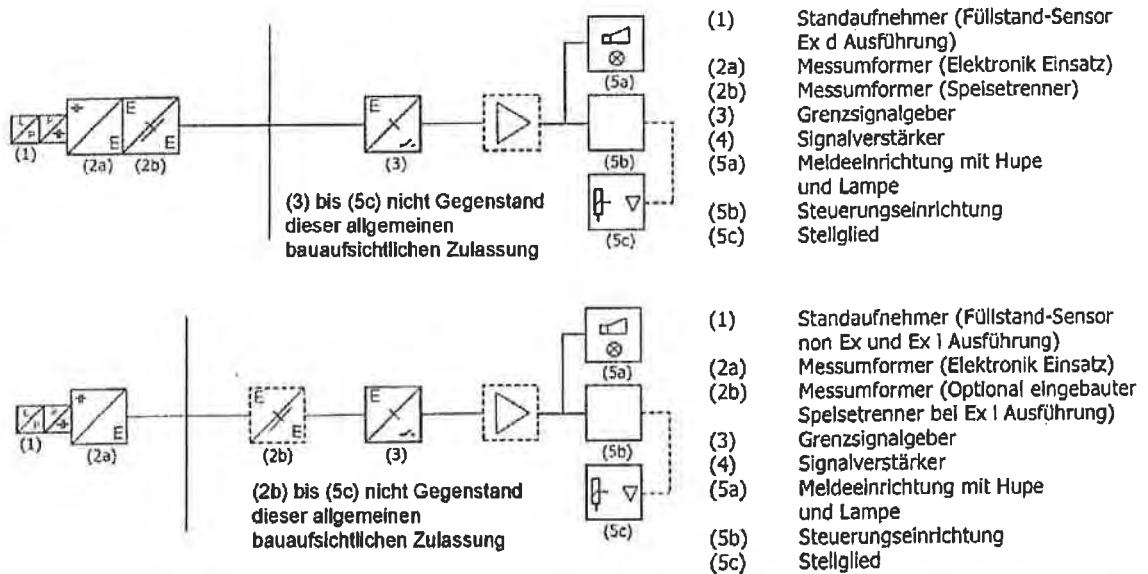 (1) Standaufnehmer (Füllstand-Sensor
Ex d Ausführung)
(2a) Messumformer (Elektronik Einsatz)
(2b) Messumformer (Speisetrenner)
(3) Grenzsignalgeber
(4) Signalverstärker
(5a) Meldeeinrichtung mit Hupe
und Lampe
(5b) Steuerungseinrichtung
(5c) Stellglied
E
E
E
E
(1)
(2a)
(2b)
(3)
(5a)
(5b)
(5c)
(3) bis (5c) nicht Gegenstand
dieser allgemeinen
bauaufsichtlichen Zulassung
(1) Standaufnehmer (Füllstand-Sensor
non Ex und Ex i Ausführung)
(2a) Messumformer (Elektronik Einsatz)
(2b) Messumformer (Optional eingebauter
Speisetrenner bei Ex i Ausführung)
(3) Grenzsignalgeber
(4) Signalverstärker
(5a) Meldeeinrichtung mit Hupe
und Lampe
(5b) Steuerungseinrichtung
(5c) Stellglied
E
E
E
E
(1)
(2a)
(2b)
(3)
(5a)
(5b)
(5c)
(2b) bis (5c) nicht Gegenstand
dieser allgemeinen
bauaufsichtlichen Zulassung